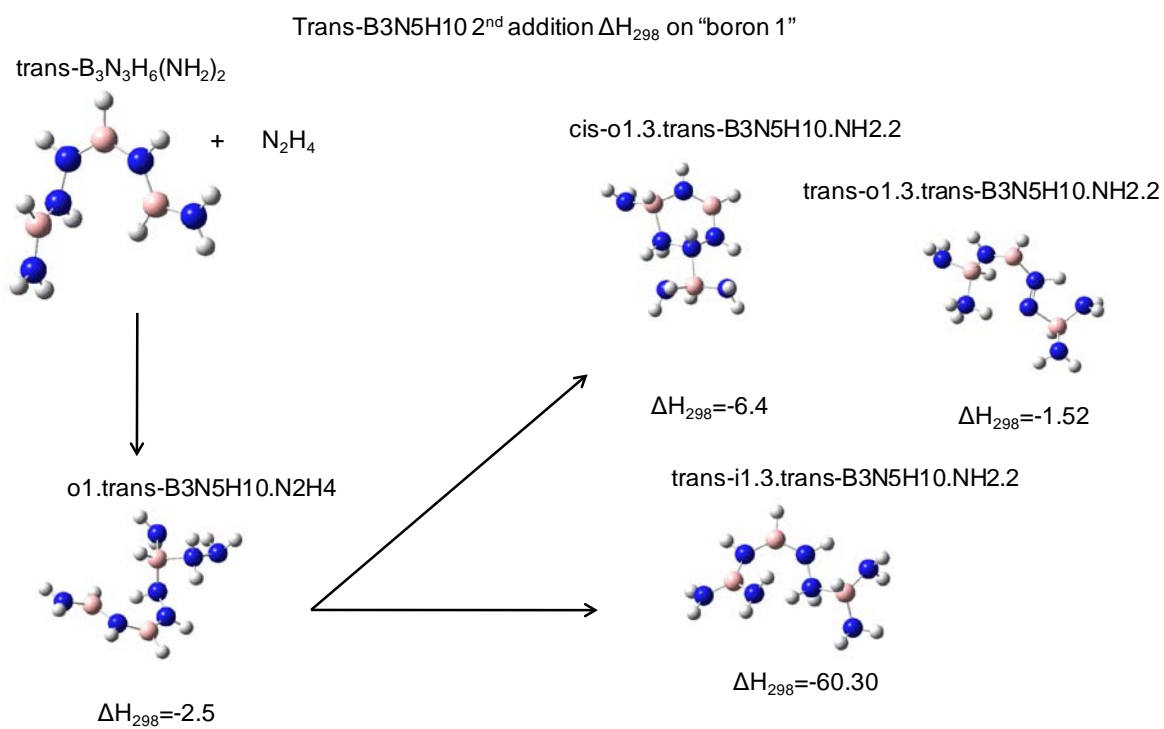 Trans-B3N5H10 2nd addition ΔH298 on “boron 1”
trans-B3N3H6(NH2)2
+ N2H4
cis-o1.3.trans-B3N5H10.NH2.2
trans-o1.3.trans-B3N5H10.NH2.2
ΔH298=-6.4
ΔH298=-1.52
o1.trans-B3N5H10.N2H4
trans-i1.3.trans-B3N5H10.NH2.2
ΔH298=-60.30
ΔH298=-2.5